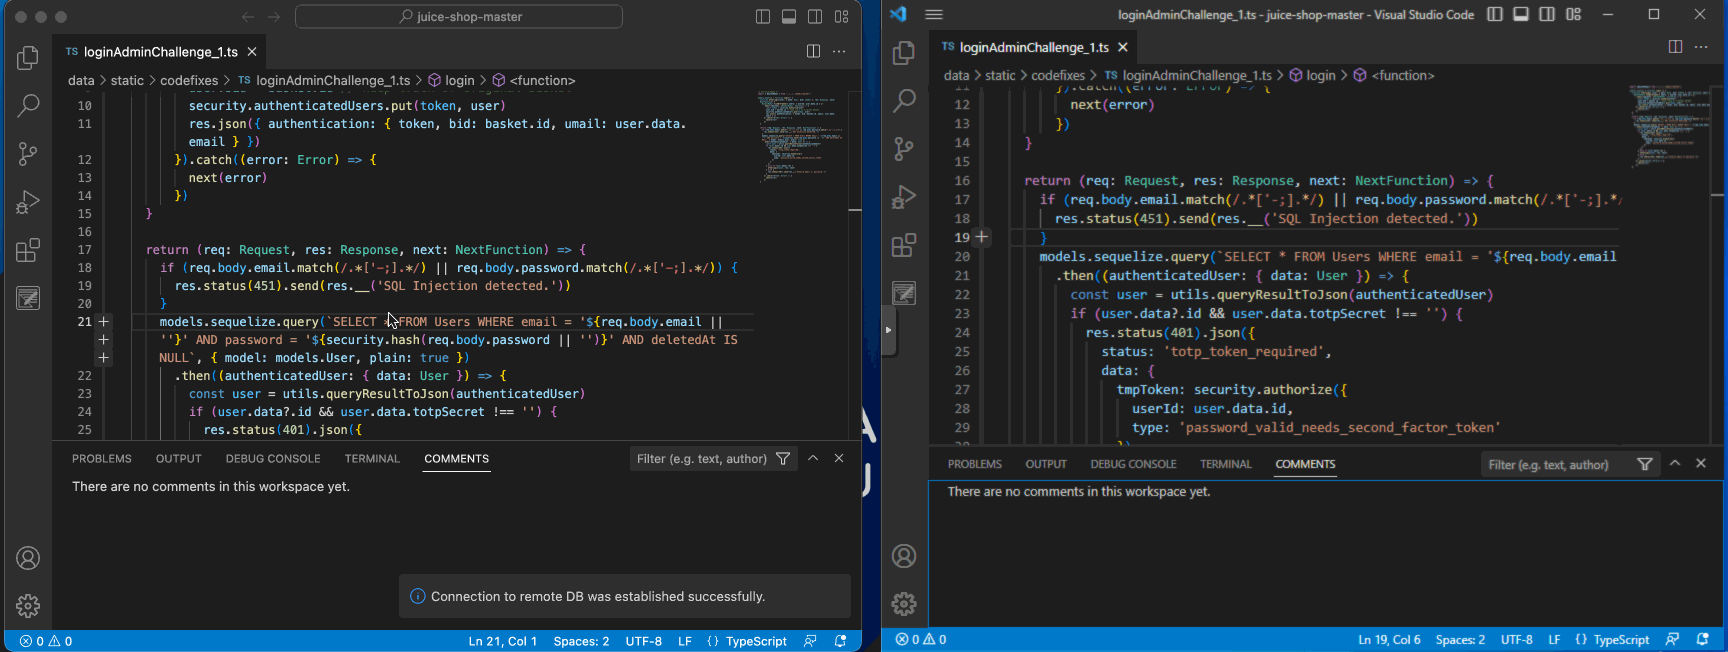 juice-shop-master
TS loginAdminChallenge_1.ts
data > static > codefixes > TS loginAdminChallenge_1.ts > login > <function>
10 security.authenticatedUsers.put(token, user)
11 res.json({ authentication: { token, bid: basket.id, umail: user.data.
email } })
12 }).catch((error: Error) => {
13 next(error)
14 })
15 }
16
17 return (req: Request, res: Response, next: NextFunction) => {
18 if (req.body.email.match(/.*['-;].*/) || req.body.password.match(/.*['-;].*/)) {
19 res.status(451).send(res.__('SQL Injection detected.'))
20 }
21 models.sequelize.query(`SELECT * FROM Users WHERE email = '${req.body.email ||
''}' AND password = '${security.hash(req.body.password || '')}' AND deletedAt IS
NULL`, { model: models.User, plain: true })
22 .then((authenticatedUser: { data: User }) => {
23 const user = utils.queryResultToJson(authenticatedUser)
24 if (user.data?.id && user.data.totpSecret !== '') {
25 res.status(401).json({
PROBLEMS OUTPUT DEBUG CONSOLE TERMINAL COMMENTS Filter (e.g. text, author)
There are no comments in this workspace yet.
Connection to remote DB was established successfully.
0 0 Ln 21, Col 1 Spaces: 2 UTF-8 LF {} TypeScript
loginAdminChallenge_1.ts - juice-shop-master - Visual Studio Code
TS loginAdminChallenge_1.ts
data > static > codefixes > TS loginAdminChallenge_1.ts > login > <function>
11 }).catch((error: Error) => {
12 next(error)
13 })
14 }
15
16 return (req: Request, res: Response, next: NextFunction) => {
17 if (req.body.email.match(/.*['-;].*/) || req.body.password.match(/.*['-;].*/
18 res.status(451).send(res.__('SQL Injection detected.'))
19 }
20 models.sequelize.query(`SELECT * FROM Users WHERE email = '${req.body.email
21 .then((authenticatedUser: { data: User }) => {
22 const user = utils.queryResultToJson(authenticatedUser)
23 if (user.data?.id && user.data.totpSecret !== '') {
24 res.status(401).json({
25 status: 'totp_token_required',
26 data: {
27 tmpToken: security.authorize({
28 userId: user.data.id,
29 type: 'password_valid_needs_second_factor_token'
PROBLEMS OUTPUT DEBUG CONSOLE TERMINAL COMMENTS Filter (e.g. text, author)
There are no comments in this workspace yet.
0 0 Ln 19, Col 6 Spaces: 2 UTF-8 LF {} TypeScript